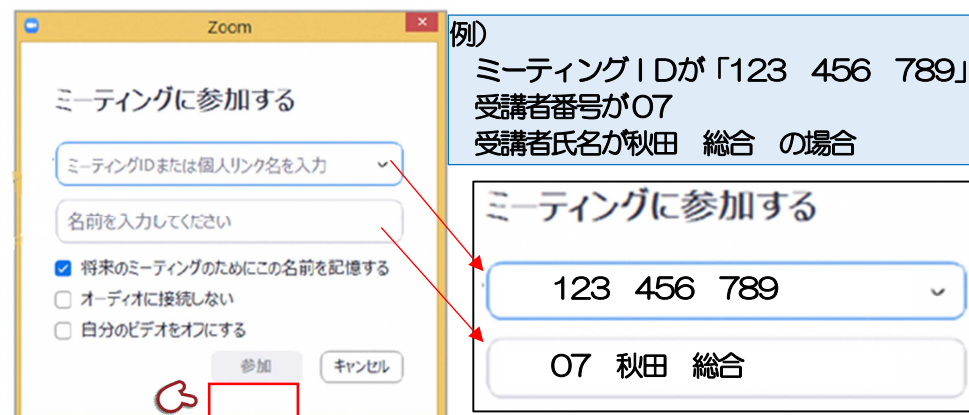 Zoom
ミーティングに参加する
ミーティングIDまたは個人リンク名を入力
名前を入力してください
将来のミーティングのためにこの名前を記憶する
オーディオに接続しない
自分のビデオをオフにする
参加 キャンセル
例）
ミーティングＩDが「123　456　789」
受講者番号が07
受講者氏名が秋田　総合　の場合
ミーティングに参加する
123　456　789
07　秋田　総合